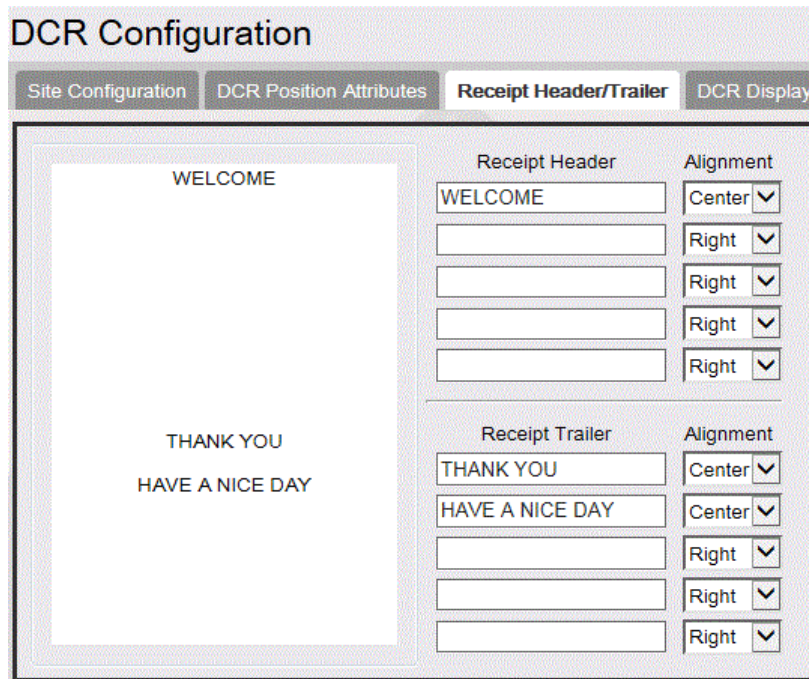 DCR Configuration
Site Configuration DCR Position Attributes Receipt Header/Trailer DCR Display
WELCOME
THANK YOU
HAVE A NICE DAY
Receipt Header Alignment
WELCOME Center
Right
Right
Right
Right
Receipt Trailer Alignment
THANK YOU Center
HAVE A NICE DAY Center
Right
Right
Right